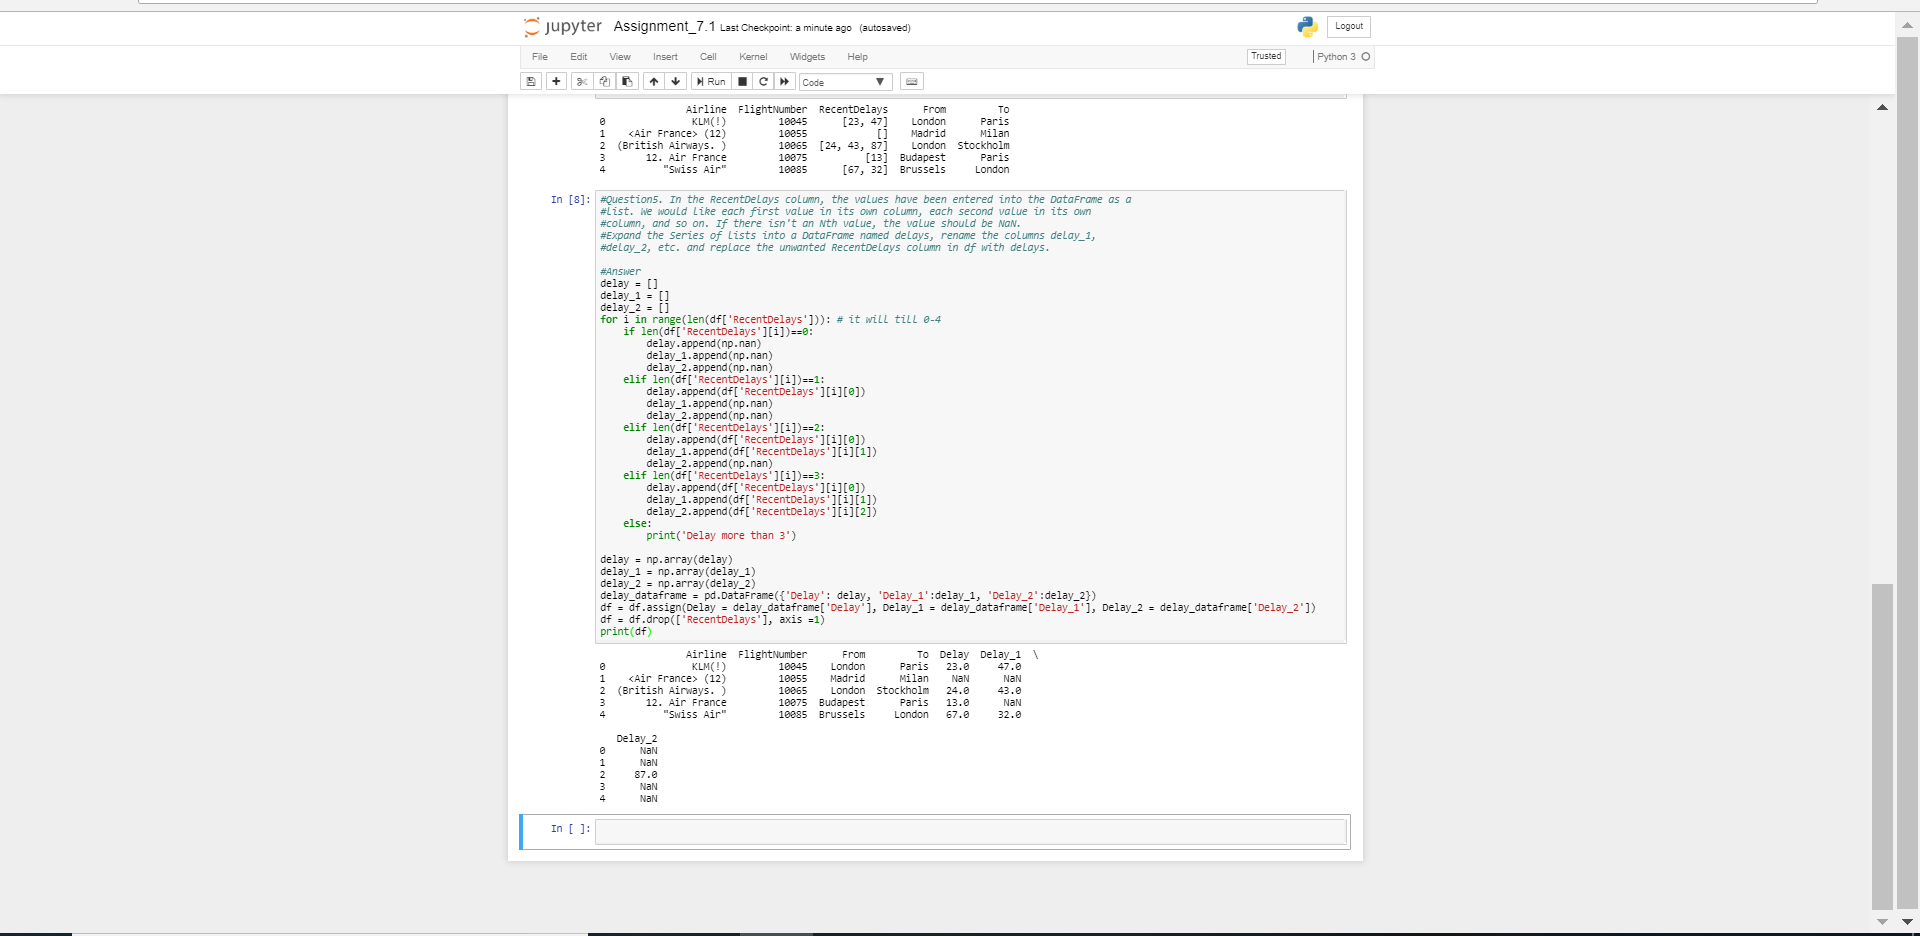 jupyter Assignment_7.1 Last Checkpoint: a minute ago (autosaved) Logout
File Edit View Insert Cell Kernel Widgets Help Trusted Python 3
Run Code
Airline FlightNumber RecentDelays From To
0 KLM(!) 10045 [23, 47] London Paris
1 <Air France> (12) 10055 [] Madrid Milan
2 (British Airways. ) 10065 [24, 43, 87] London Stockholm
3 12. Air France 10075 [13] Budapest Paris
4 "Swiss Air" 10085 [67, 32] Brussels London
In [8]: #Question5. In the RecentDelays column, the values have been entered into the DataFrame as a
#list. We would like each first value in its own column, each second value in its own
#column, and so on. If there isn't an Nth value, the value should be NaN.
#Expand the Series of lists into a DataFrame named delays, rename the columns delay_1,
#delay_2, etc. and replace the unwanted RecentDelays column in df with delays.
#Answer
delay = []
delay_1 = []
delay_2 = []
for i in range(len(df['RecentDelays'])): # it will till 0-4
if len(df['RecentDelays'][i])==0:
delay.append(np.nan)
delay_1.append(np.nan)
delay_2.append(np.nan)
elif len(df['RecentDelays'][i])==1:
delay.append(df['RecentDelays'][i][0])
delay_1.append(np.nan)
delay_2.append(np.nan)
elif len(df['RecentDelays'][i])==2:
delay.append(df['RecentDelays'][i][0])
delay_1.append(df['RecentDelays'][i][1])
delay_2.append(np.nan)
elif len(df['RecentDelays'][i])==3:
delay.append(df['RecentDelays'][i][0])
delay_1.append(df['RecentDelays'][i][1])
delay_2.append(df['RecentDelays'][i][2])
else:
print('Delay more than 3')
delay = np.array(delay)
delay_1 = np.array(delay_1)
delay_2 = np.array(delay_2)
delay_dataframe = pd.DataFrame({'Delay': delay, 'Delay_1':delay_1, 'Delay_2':delay_2})
df = df.assign(Delay = delay_dataframe['Delay'], Delay_1 = delay_dataframe['Delay_1'], Delay_2 = delay_dataframe['Delay_2'])
df = df.drop(['RecentDelays'], axis =1)
print(df)
Airline FlightNumber From To Delay Delay_1 \
0 KLM(!) 10045 London Paris 23.0 47.0
1 <Air France> (12) 10055 Madrid Milan NaN NaN
2 (British Airways. ) 10065 London Stockholm 24.0 43.0
3 12. Air France 10075 Budapest Paris 13.0 NaN
4 "Swiss Air" 10085 Brussels London 67.0 32.0
Delay_2
0 NaN
1 NaN
2 87.0
3 NaN
4 NaN
In [ ]: